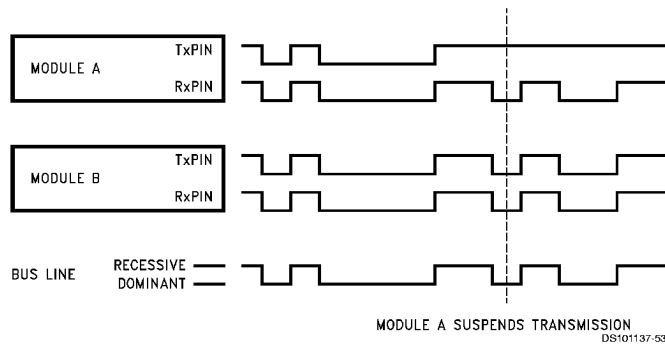 TxPIN
MODULE A
RxPIN
TxPIN
MODULE B
RxPIN
BUS LINE
RECESSIVE
DOMINANT
MODULE A SUSPENDS TRANSMISSION
DS101137-53